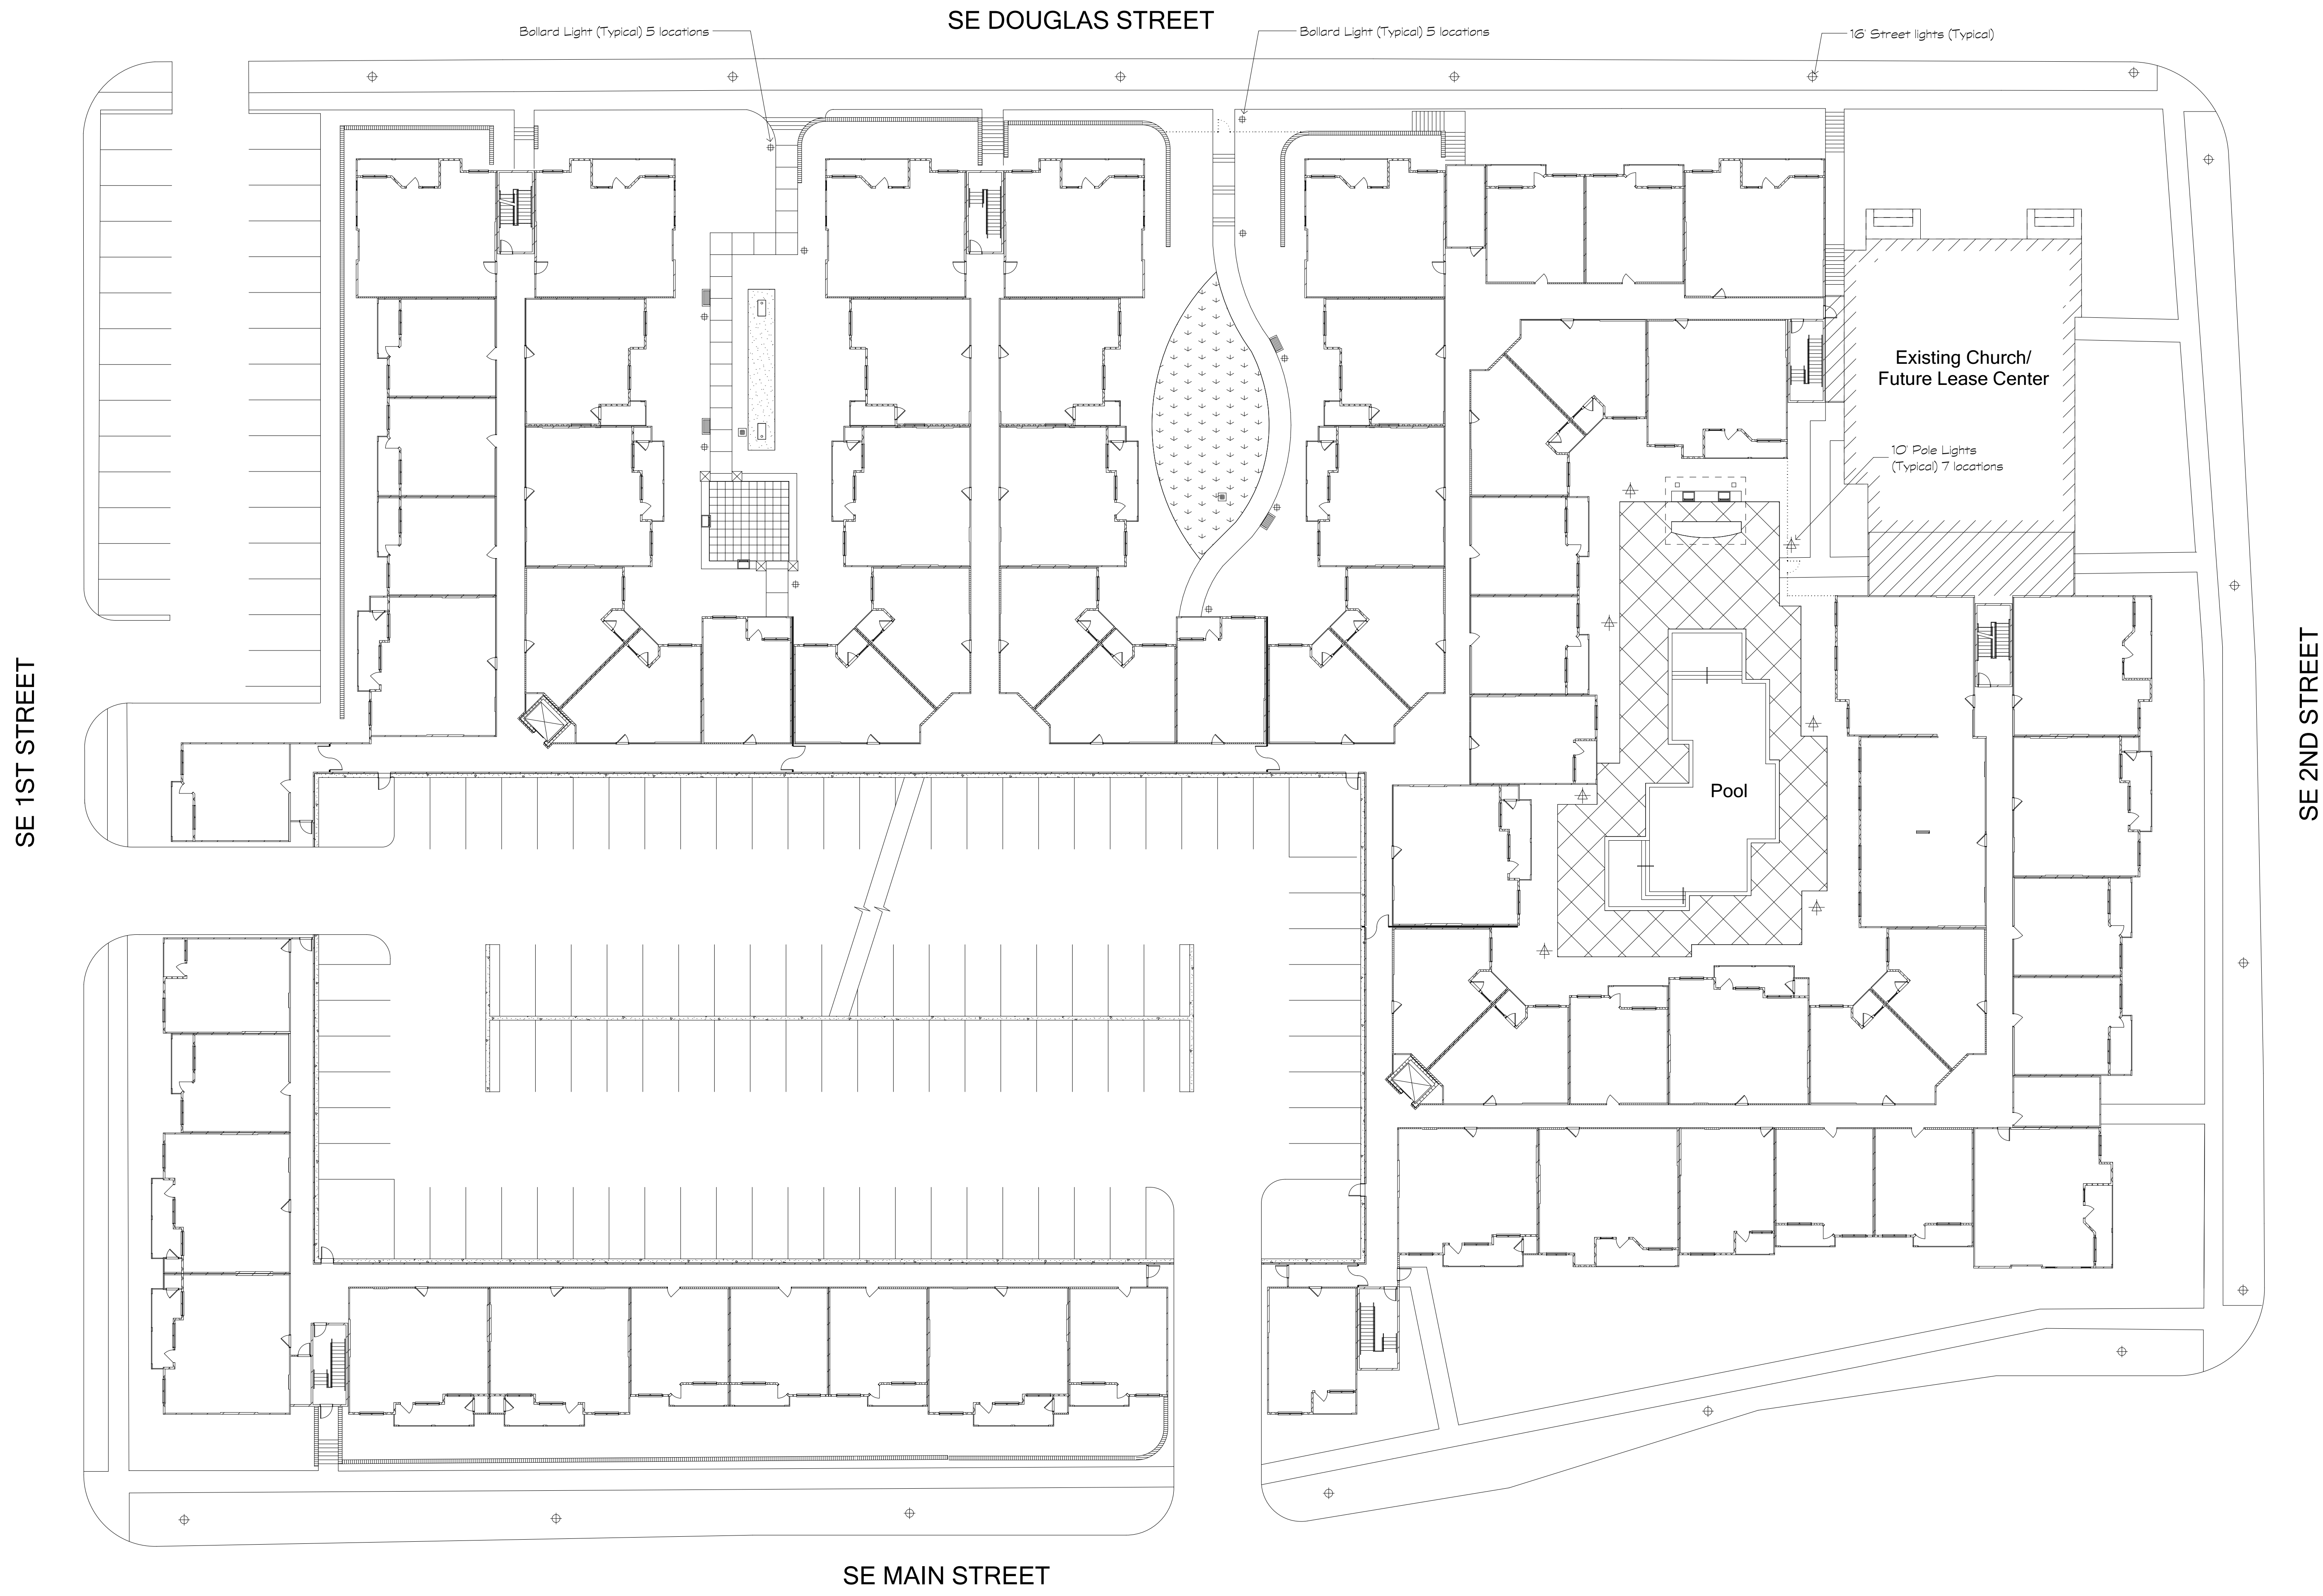 SE DOUGLAS STREET
Bollard Light (Typical) 5 locations
Bollard Light (Typical) 5 locations
16' Street lights (Typical)
Existing Church/
Future Lease Center
10' Pole Lights
(Typical) 7 locations
SE 1ST STREET
SE 2ND STREET
Pool
SE MAIN STREET